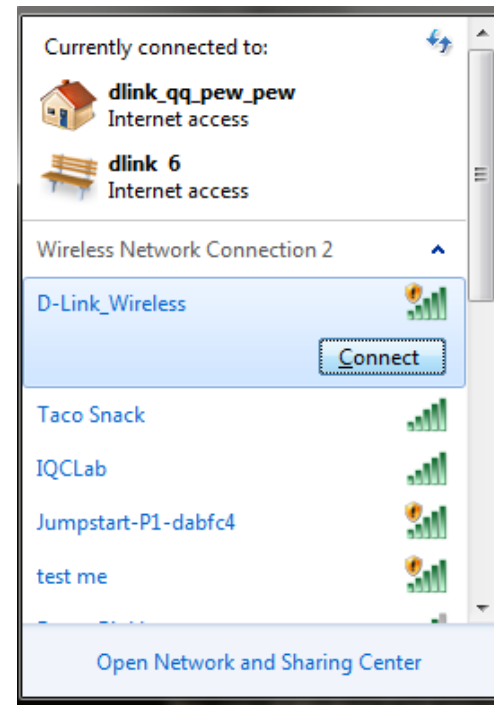 Currently connected to:
dlink_qq_pew_pew
Internet access
dlink 6
Internet access
Wireless Network Connection 2
D-Link_Wireless
Connect
Taco Snack
IQCLab
Jumpstart-P1-dabfc4
test me
Open Network and Sharing Center